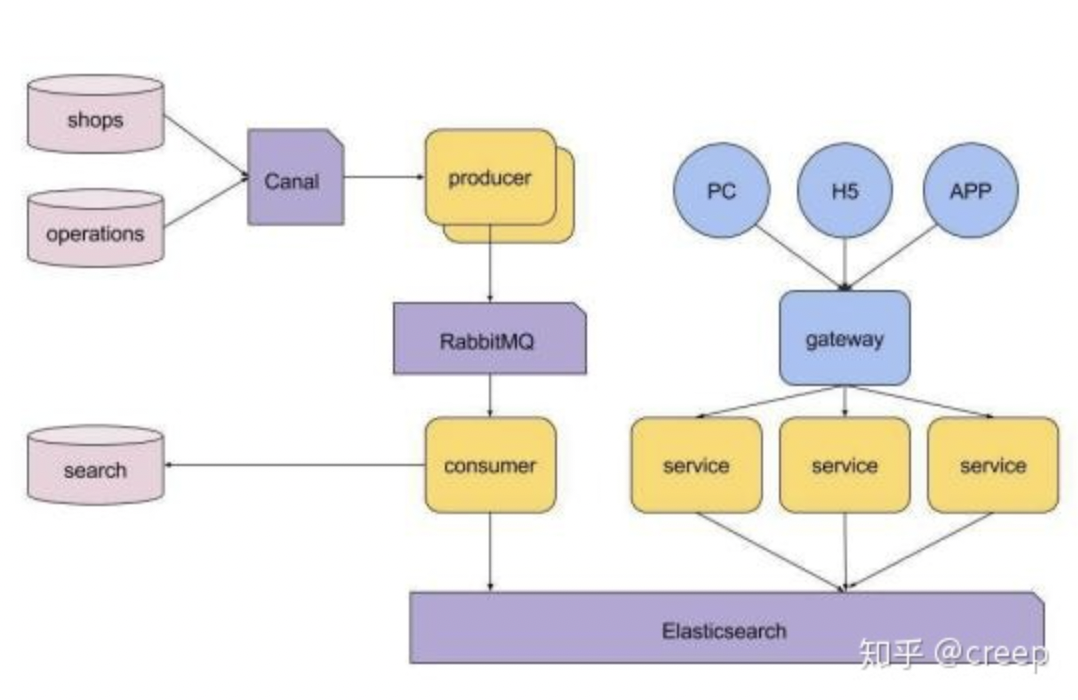 shops
Canal
producer
PC
H5
APP
operations
RabbitMQ
gateway
search
consumer
service
service
service
Elasticsearch
知乎 @creep